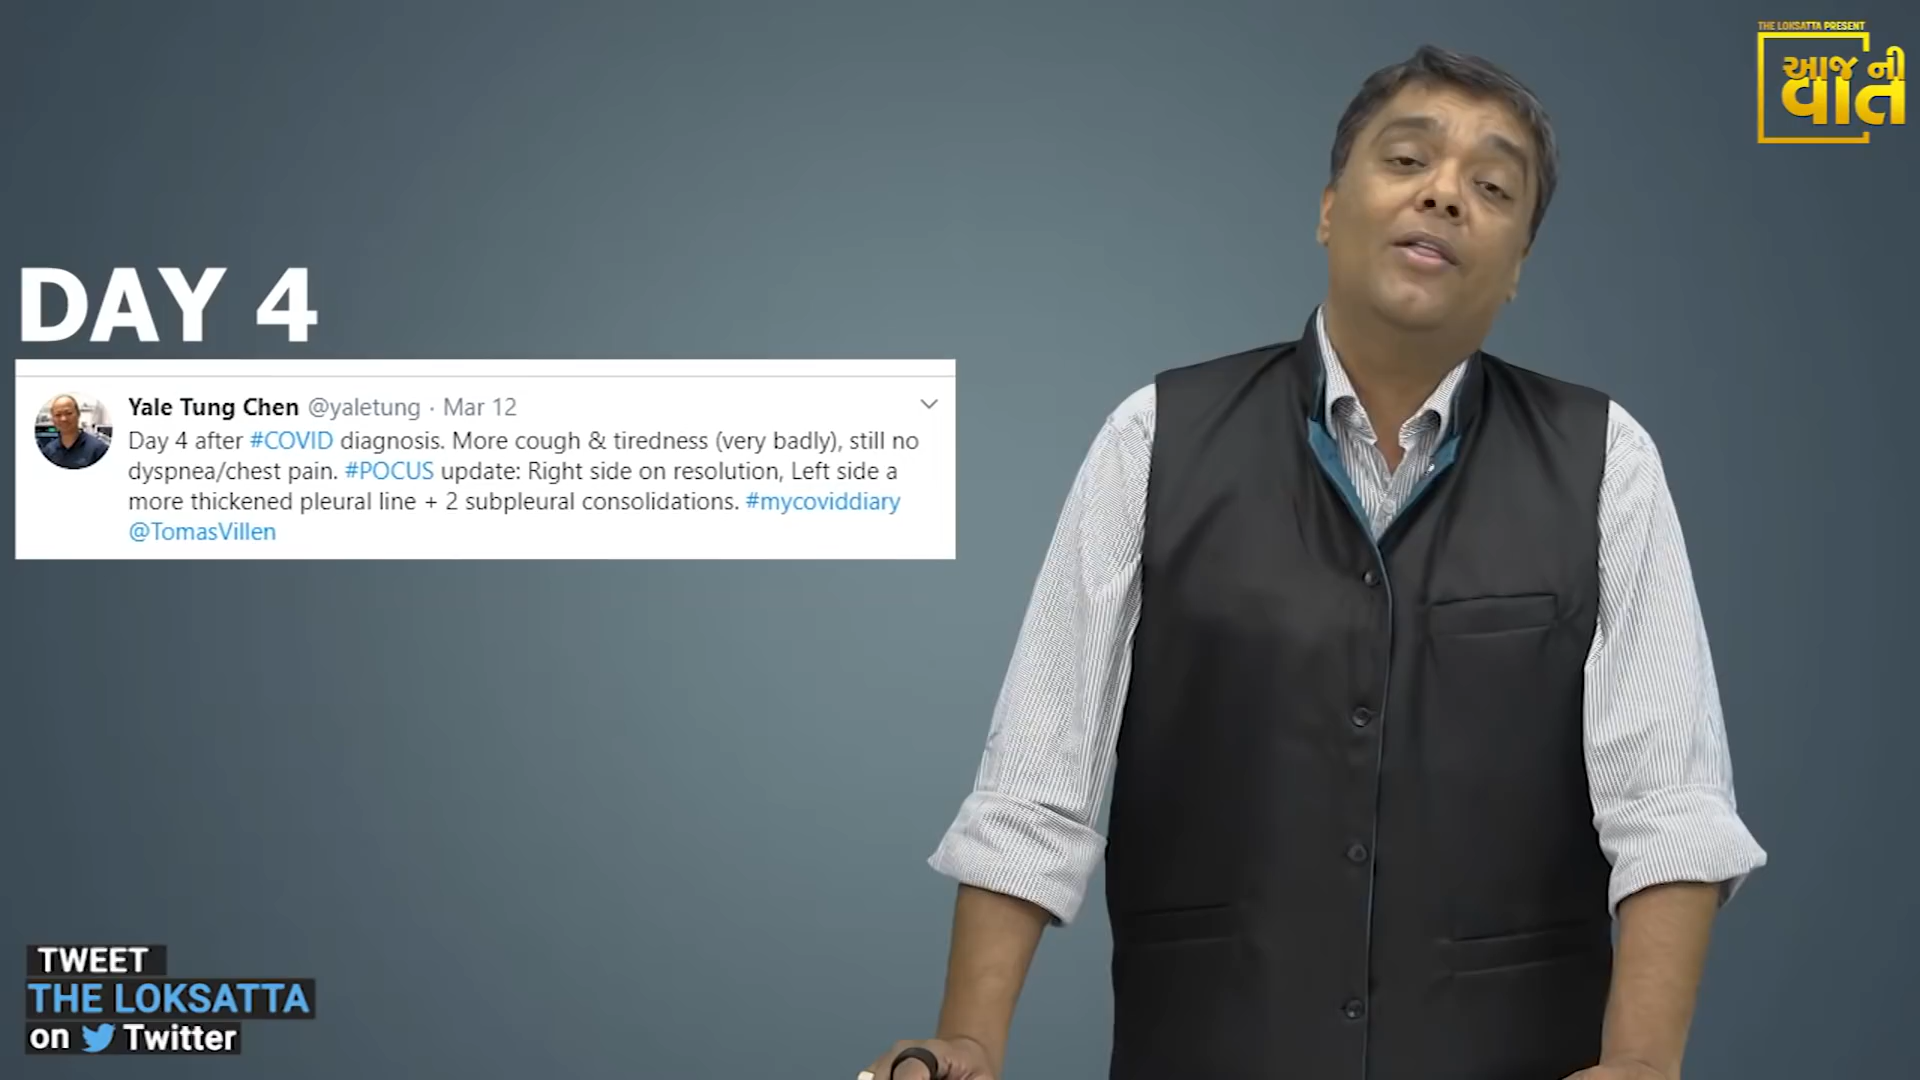 THE LOKSATTA PRESENT
આજ ની
વાત
DAY 4
Yale Tung Chen @yaletung · Mar 12
Day 4 after #COVID diagnosis. More cough & tiredness (very badly), still no
dyspnea/chest pain. #POCUS update: Right side on resolution, Left side a
more thickened pleural line + 2 subpleural consolidations. #mycoviddiary
@TomasVillen
TWEET
THE LOKSATTA
on Twitter